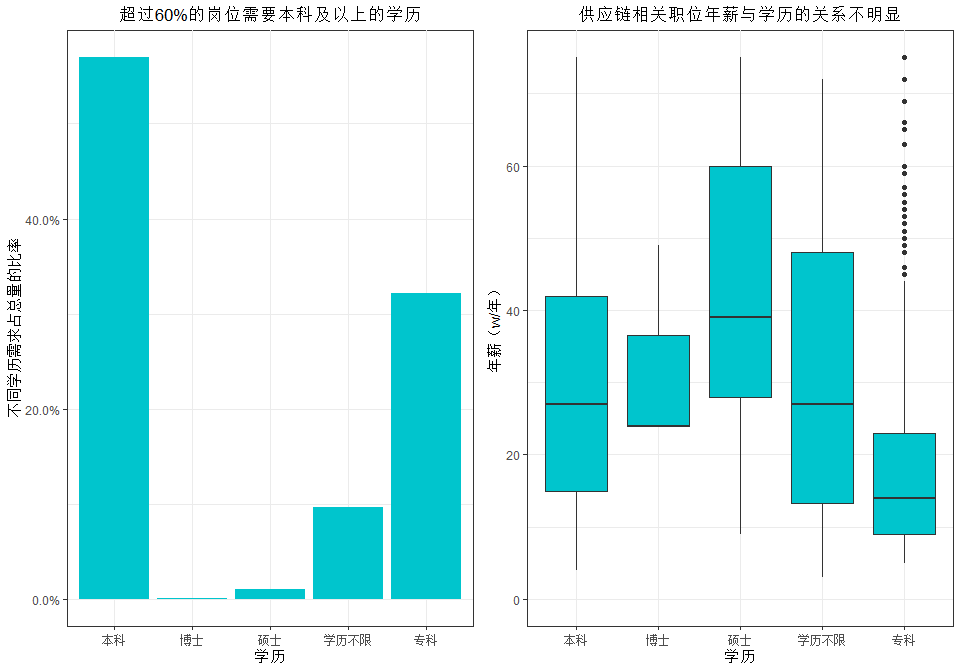 超过60%的岗位需要本科及以上的学历
不同学历需求占总量的比率
40.0%
20.0%
0.0%
本科 博士 硕士 学历不限 专科
学历
供应链相关职位年薪与学历的关系不明显
年薪（w/年）
60
40
20
0
本科 博士 硕士 学历不限 专科
学历